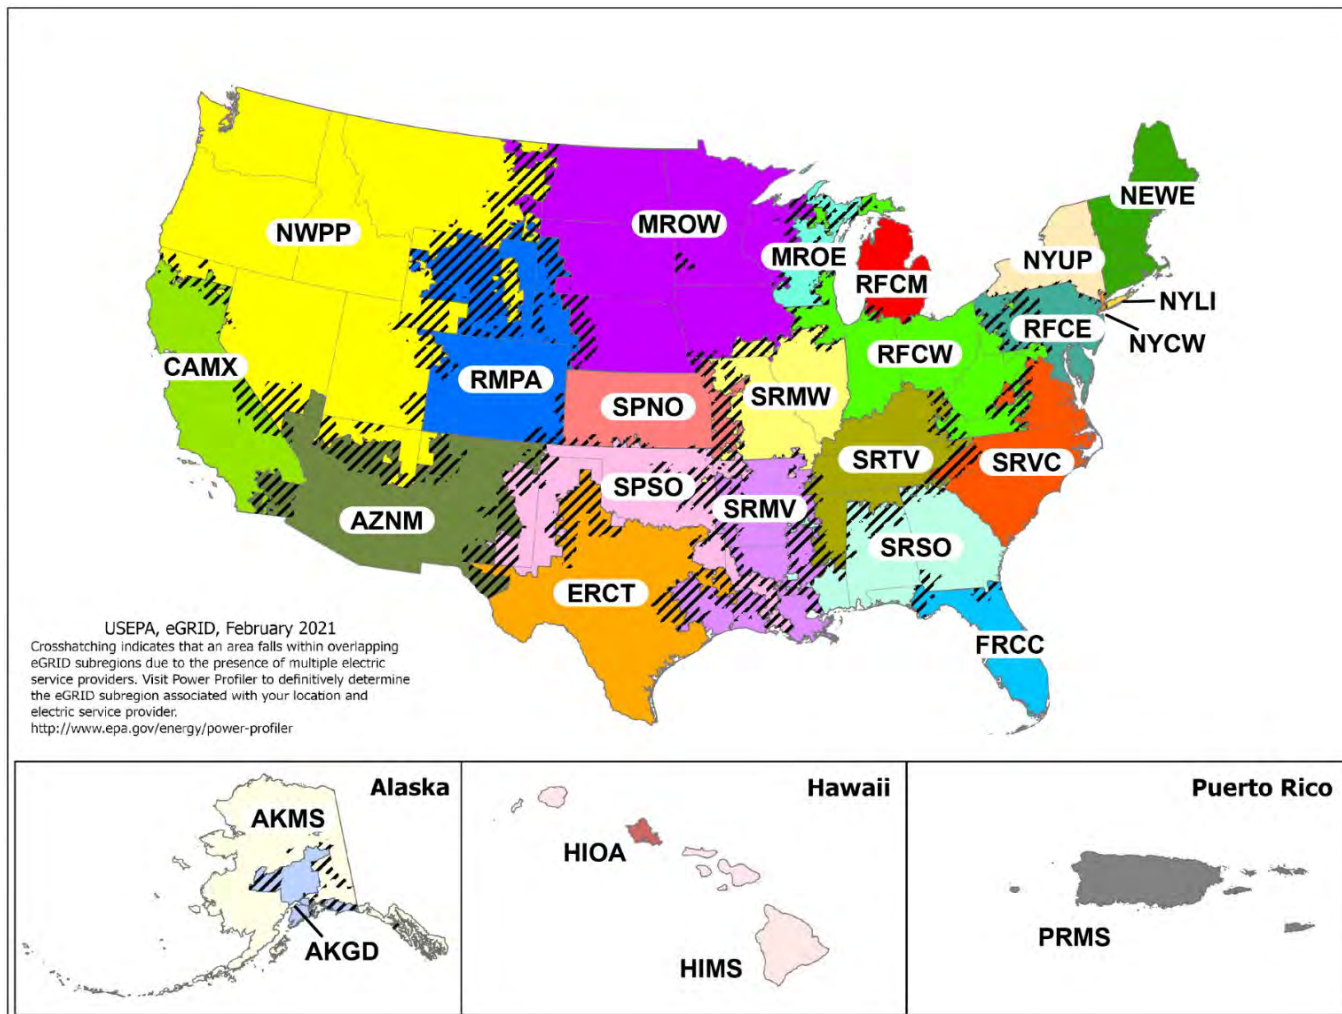 NEWE
NWPP
MROW
MROE
NYUP
RFCM
NYLI
RFCE
NYCW
CAMX
RFCW
RMPA
SRMW
SPNO
SRTV
SRVC
SPSO
SRMV
AZNM
SRSO
ERCT
FRCC
USEPA, eGRID, February 2021
Crosshatching indicates that an area falls within overlapping
eGRID subregions due to the presence of multiple electric
service providers. Visit Power Profiler to definitively determine
the eGRID subregion associated with your location and
electric service provider.
http://www.epa.gov/energy/power-profiler
Alaska
AKMS
AKGD
Hawaii
HIOA
HIMS
Puerto Rico
PRMS